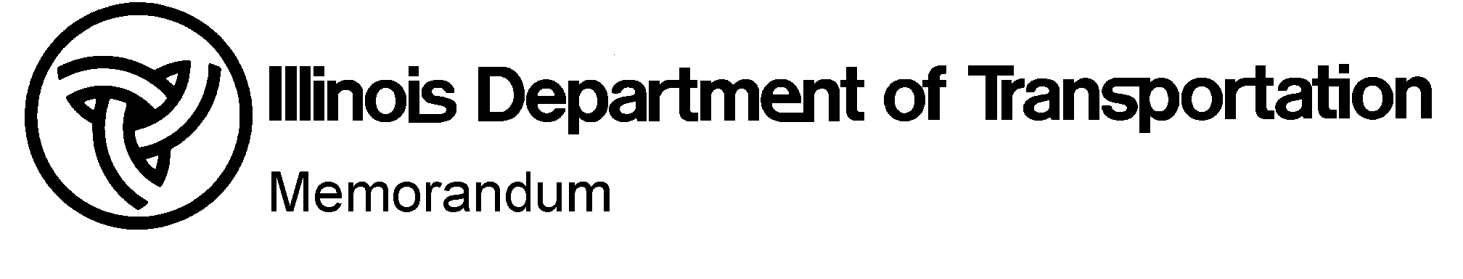 Illinois Department of Transportation
Memorandum